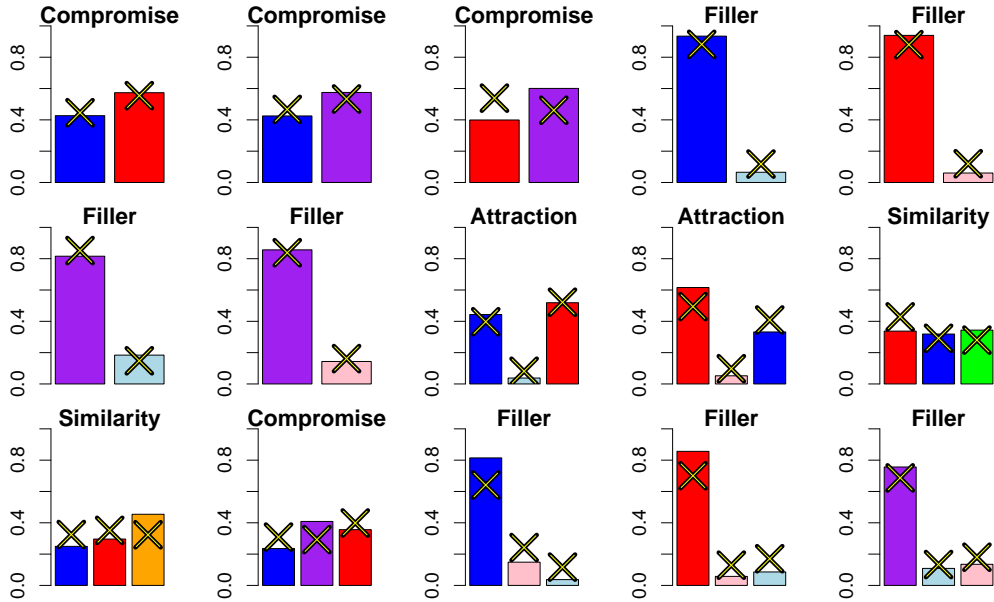 Compromise Compromise Compromise Filler Filler
0.0 0.4 0.8 0.0 0.4 0.8 0.0 0.4 0.8 0.0 0.4 0.8 0.0 0.4 0.8
Filler Filler Attraction Attraction Similarity
0.0 0.4 0.8 0.0 0.4 0.8 0.0 0.4 0.8 0.0 0.4 0.8 0.0 0.4 0.8
Similarity Compromise Filler Filler Filler
0.0 0.4 0.8 0.0 0.4 0.8 0.0 0.4 0.8 0.0 0.4 0.8 0.0 0.4 0.8